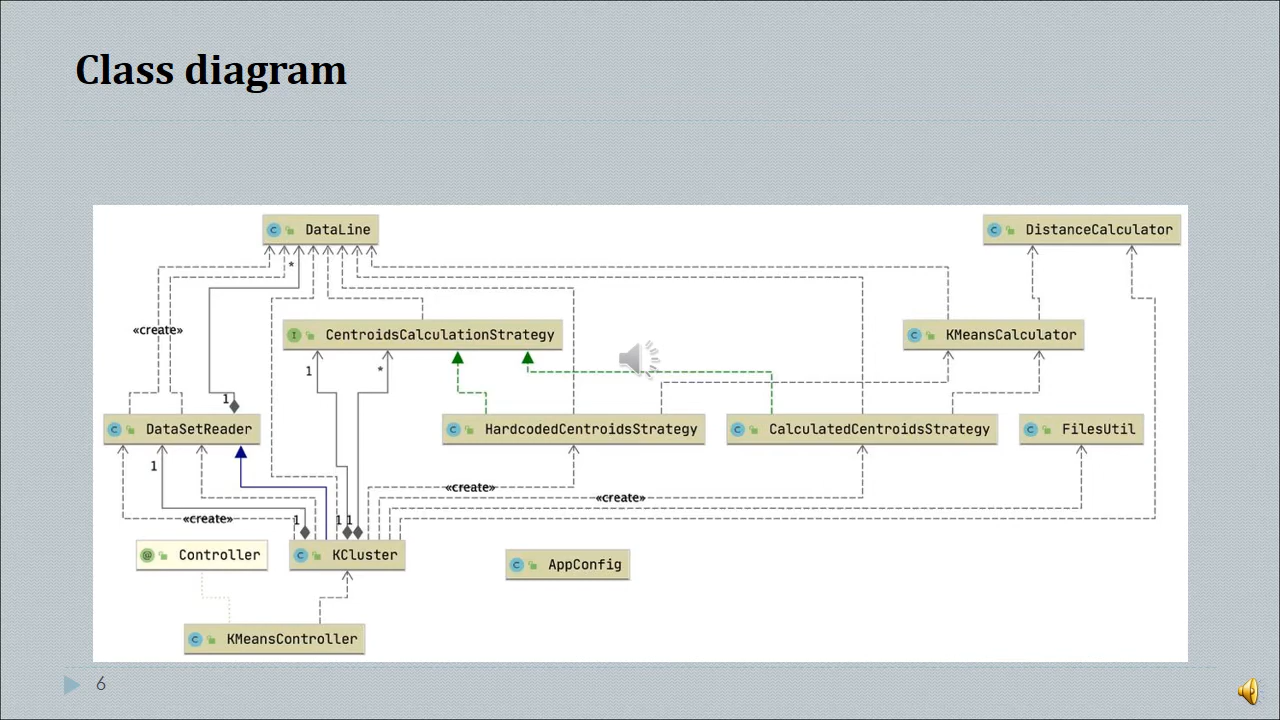 Class diagram
DataLine
DistanceCalculator
*
«create»
CentroidsCalculationStrategy
KMeansCalculator
1
*
1
DataSetReader
HardcodedCentroidsStrategy
CalculatedCentroidsStrategy
FilesUtil
1
«create»
«create»
«create»
1
1
1
Controller
KCluster
AppConfig
KMeansController
6